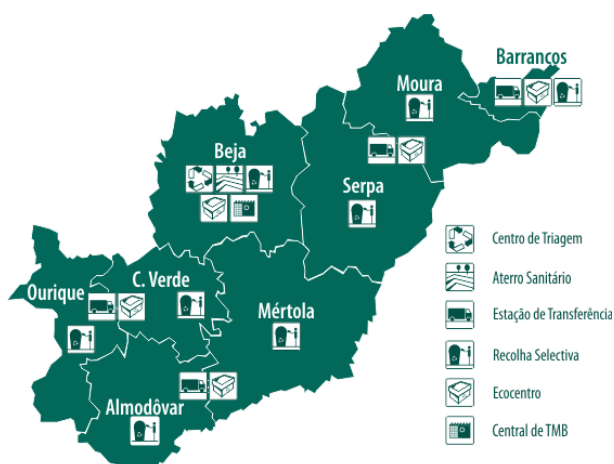 Barrancos
Moura
Beja
Serpa
Centro de Triagem
C. Verde
Aterro Sanitário
Ourique
Mértola
Estação de Transferência
Recolha Selectiva
Ecocentro
Almodôvar
Central de TMB